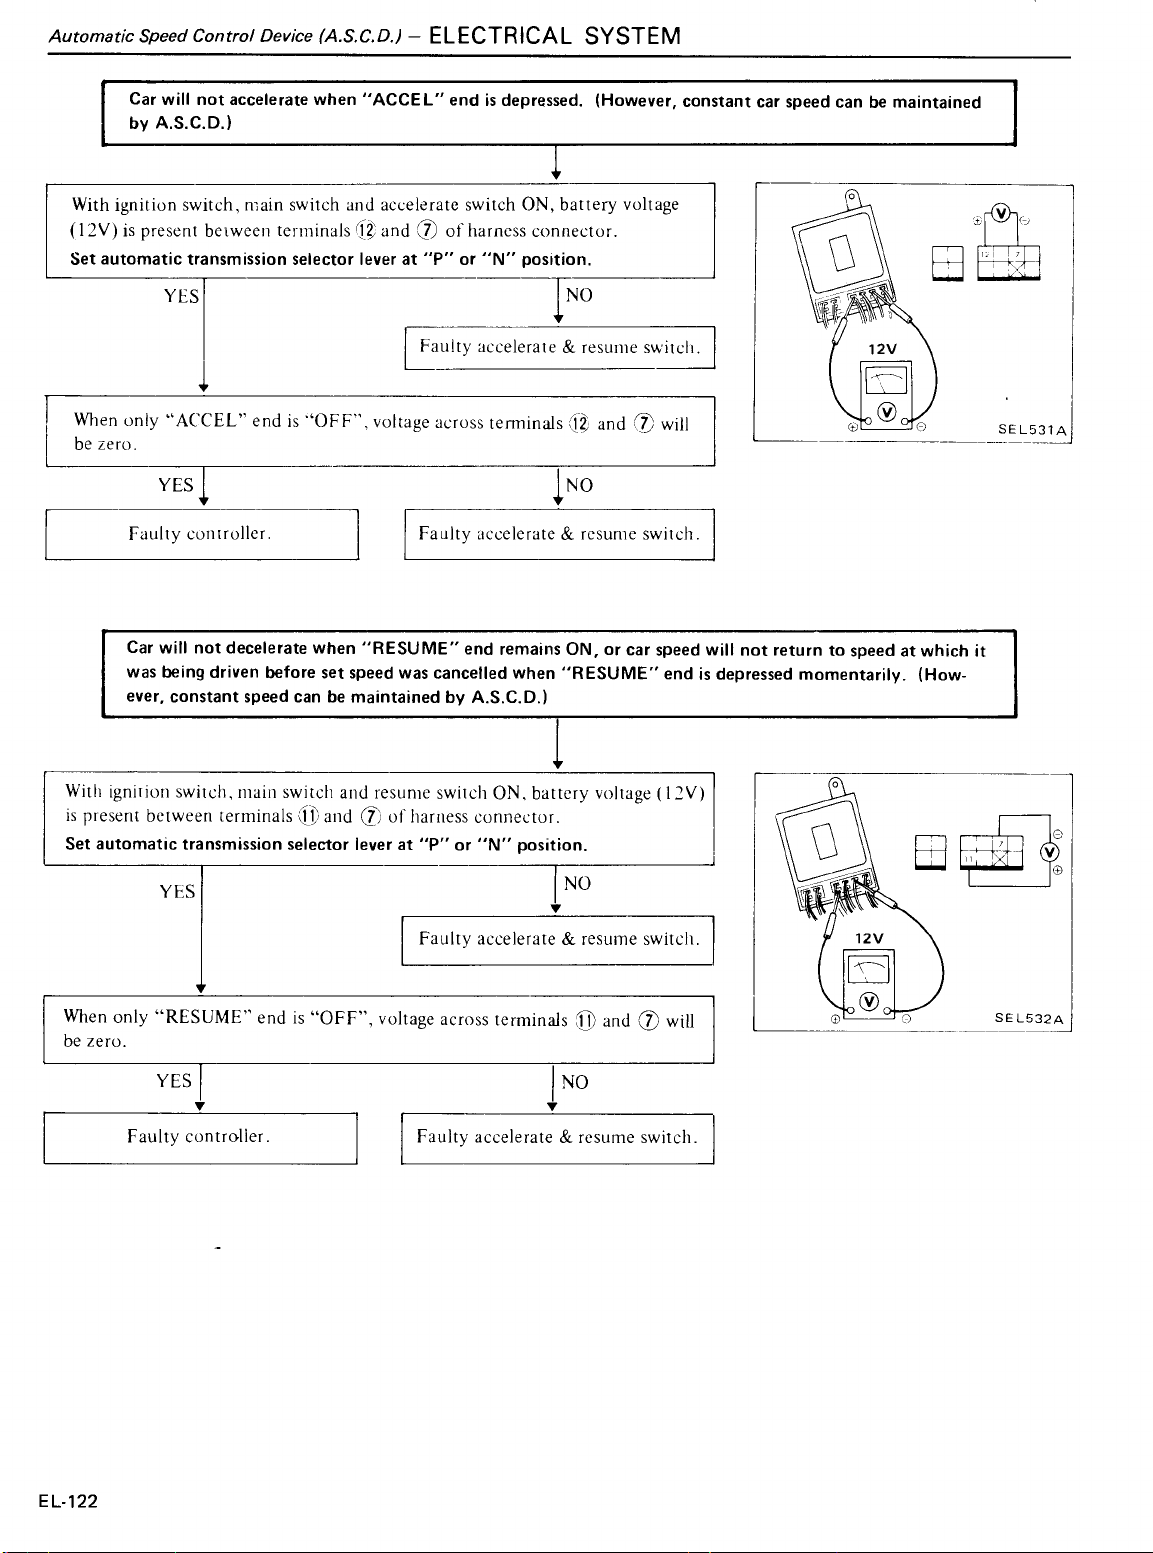 Automatic Speed Control Device (A.S.C.D.) – ELECTRICAL SYSTEM
Car will not accelerate when "ACCEL" end is depressed. (However, constant car speed can be maintained
by A.S.C.D.)
With ignition switch, main switch and accelerate switch ON, battery voltage
(12V) is present between terminals ⑫ and ⑦ of harness connector.
Set automatic transmission selector lever at "P" or "N" position.
YES
NO
Faulty accelerate & resume switch.
When only "ACCEL" end is "OFF", voltage across terminals ⑫ and ⑦ will
be zero.
YES
NO
Faulty controller.
Faulty accelerate & resume switch.
⊕ V ⊖
12 7
12V
V
⊕ ⊖
SEL531A
Car will not decelerate when "RESUME" end remains ON, or car speed will not return to speed at which it
was being driven before set speed was cancelled when "RESUME" end is depressed momentarily. (How-
ever, constant speed can be maintained by A.S.C.D.)
With ignition switch, main switch and resume switch ON, battery voltage (12V)
is present between terminals ⑪ and ⑦ of harness connector.
Set automatic transmission selector lever at "P" or "N" position.
YES
NO
Faulty accelerate & resume switch.
When only "RESUME" end is "OFF", voltage across terminals ⑪ and ⑦ will
be zero.
YES
NO
Faulty controller.
Faulty accelerate & resume switch.
⊖
7
V
11
⊕
12V
V
⊕ ⊖
SEL532A
EL-122